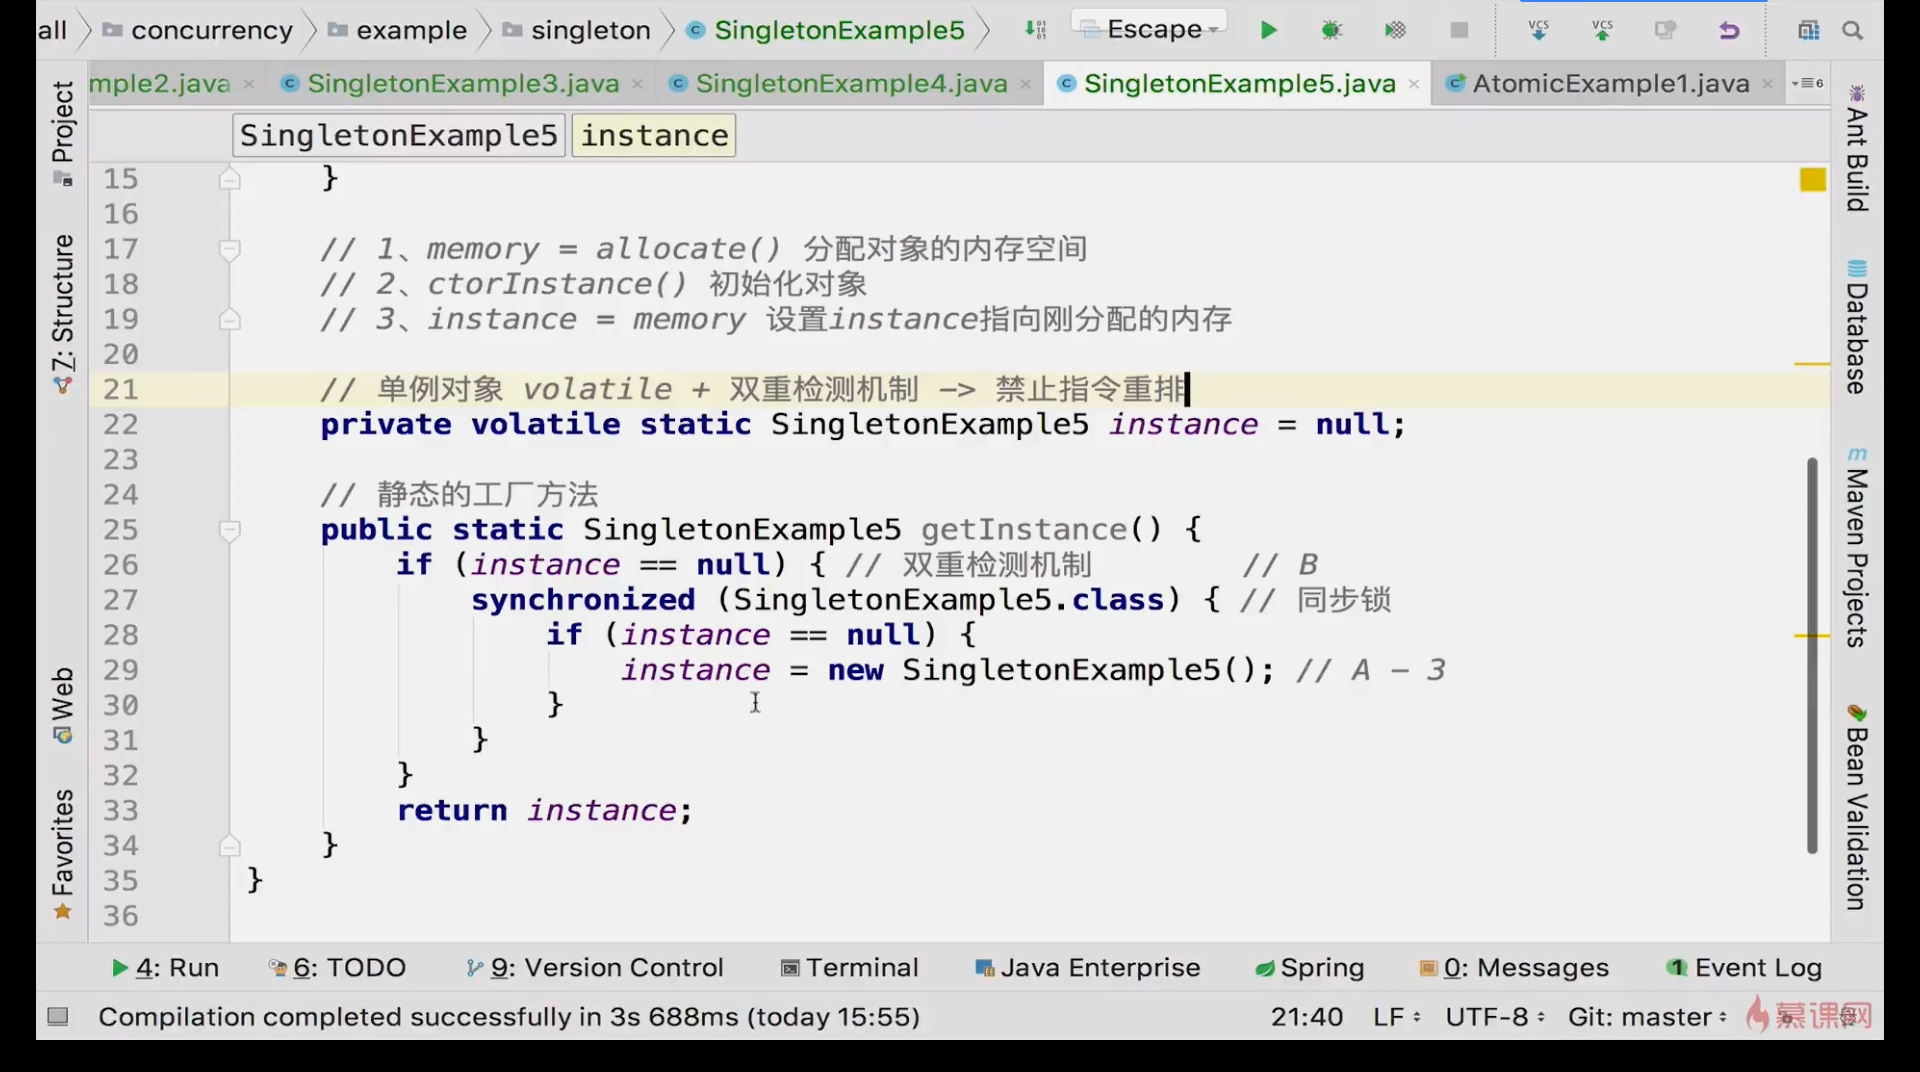 all concurrency example singleton SingletonExample5 Escape
mple2.java SingletonExample3.java SingletonExample4.java SingletonExample5.java AtomicExample1.java 6
SingletonExample5 instance
15 }
16
17 // 1、memory = allocate() 分配对象的内存空间
18 // 2、ctorInstance() 初始化对象
19 // 3、instance = memory 设置instance指向刚分配的内存
20
21 // 单例对象 volatile + 双重检测机制 -> 禁止指令重排
22 private volatile static SingletonExample5 instance = null;
23
24 // 静态的工厂方法
25 public static SingletonExample5 getInstance() {
26 if (instance == null) { // 双重检测机制 // B
27 synchronized (SingletonExample5.class) { // 同步锁
28 if (instance == null) {
29 instance = new SingletonExample5(); // A - 3
30 }
31 }
32 }
33 return instance;
34 }
35 }
36
Project
Z: Structure
Web
Favorites
Ant Build
Database
Maven Projects
Bean Validation
4: Run 6: TODO 9: Version Control Terminal Java Enterprise Spring 0: Messages 1 Event Log
Compilation completed successfully in 3s 688ms (today 15:55) 21:40 LF UTF-8 Git: master 慕课网